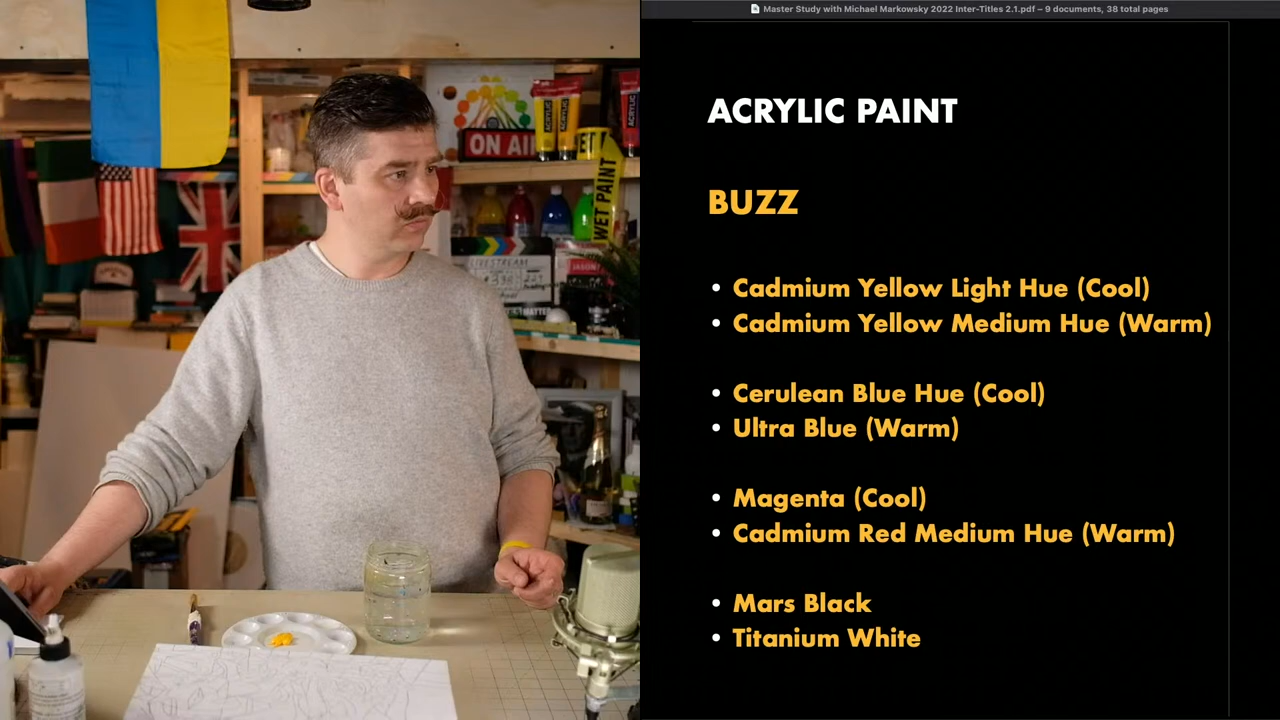 Master Study with Michael Markowsky 2022 Inter-Titles 2.1.pdf – 9 documents, 38 total pages
ACRYLIC PAINT
BUZZ
• Cadmium Yellow Light Hue (Cool)
• Cadmium Yellow Medium Hue (Warm)
• Cerulean Blue Hue (Cool)
• Ultra Blue (Warm)
• Magenta (Cool)
• Cadmium Red Medium Hue (Warm)
• Mars Black
• Titanium White
ON AI
WET PAINT
LIVESTREAM